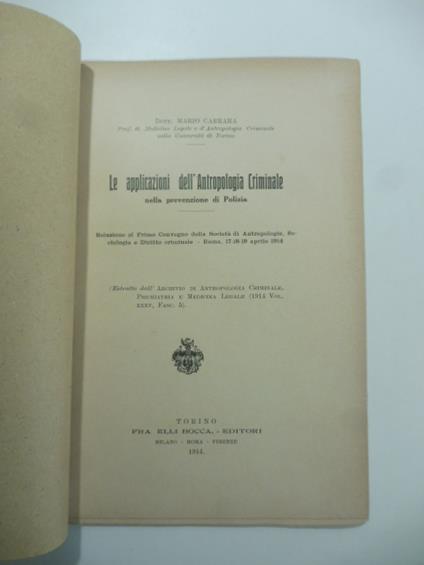 Dott. MARIO CARRARA
Prof. di Medicina Legale e d'Antropologia Criminale
nella Università di Torino
Le applicazioni dell'Antropologia Criminale
nella prevenzione di Polizia
Relazione al Primo Convegno della Società di Antropologia, So-
ciologia e Diritto criminale - Roma, 17-18-19 aprile 1914
(Estratto dall' ARCHIVIO DI ANTROPOLOGIA CRIMINALE,
PSICHIATRIA E MEDICINA LEGALE (1914 VOL.
XXXV, FASC. 5).
TORINO
FRA ELLI BOCCA, - EDITORI
MILANO - ROMA - FIRENZE
1914.